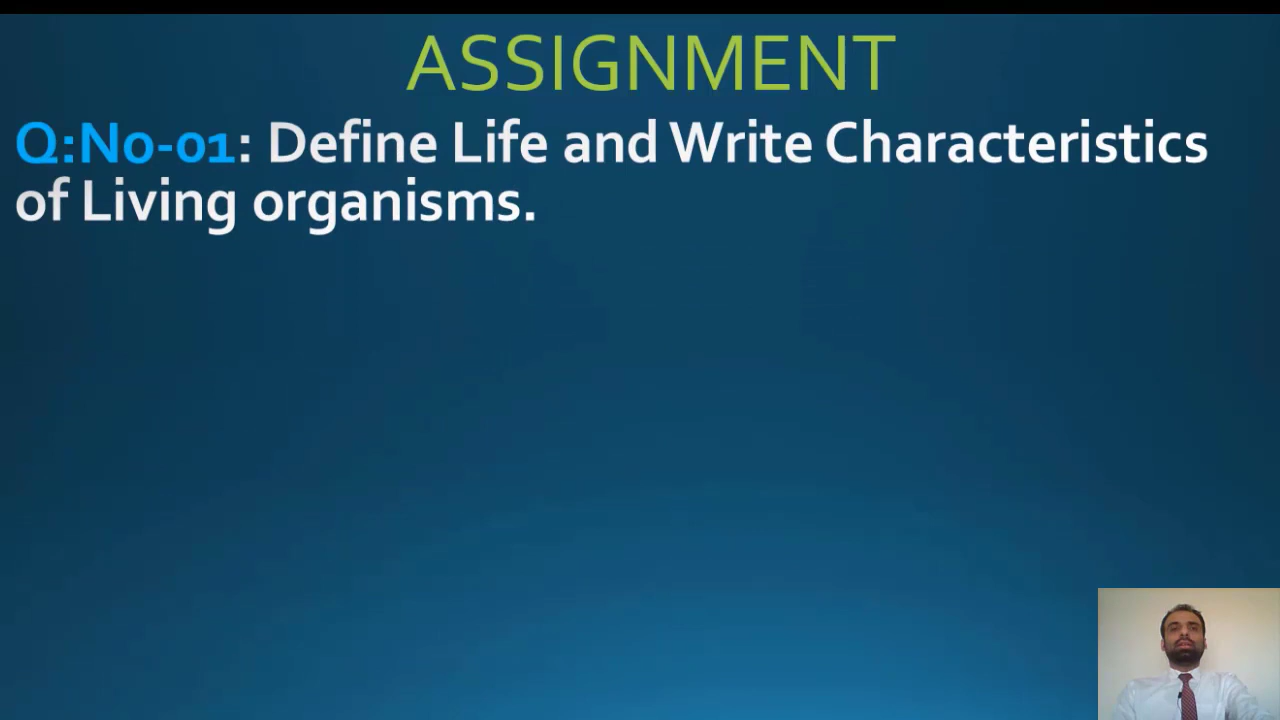 ASSIGNMENT
Q:No-01: Define Life and Write Characteristics
of Living organisms.